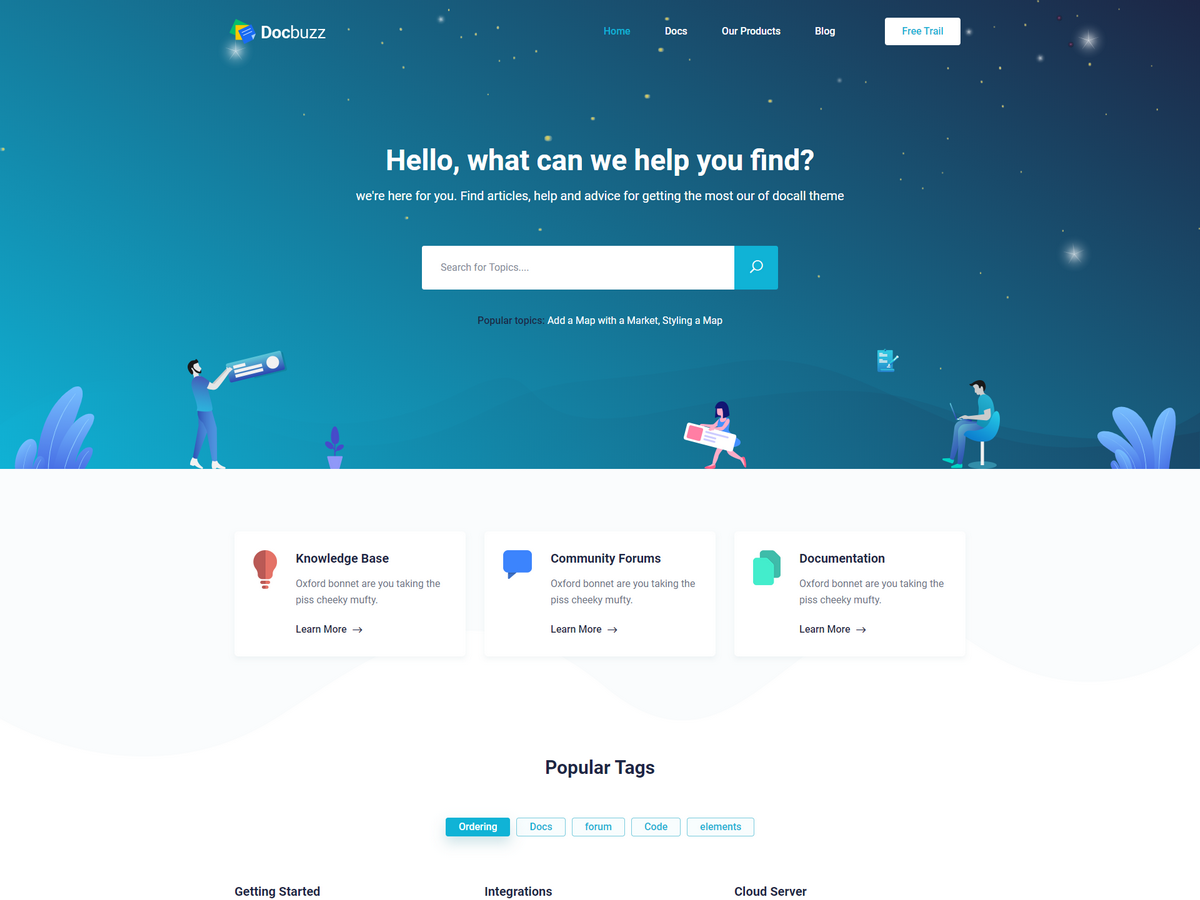 Docbuzz
Home
Docs
Our Products
Blog
Free Trail
Hello, what can we help you find?
we're here for you. Find articles, help and advice for getting the most our of docall theme
Search for Topics....
Popular topics: Add a Map with a Market, Styling a Map
Knowledge Base
Oxford bonnet are you taking the
piss cheeky mufty.
Learn More
Community Forums
Oxford bonnet are you taking the
piss cheeky mufty.
Learn More
Documentation
Oxford bonnet are you taking the
piss cheeky mufty.
Learn More
Popular Tags
Ordering
Docs
forum
Code
elements
Getting Started
Integrations
Cloud Server